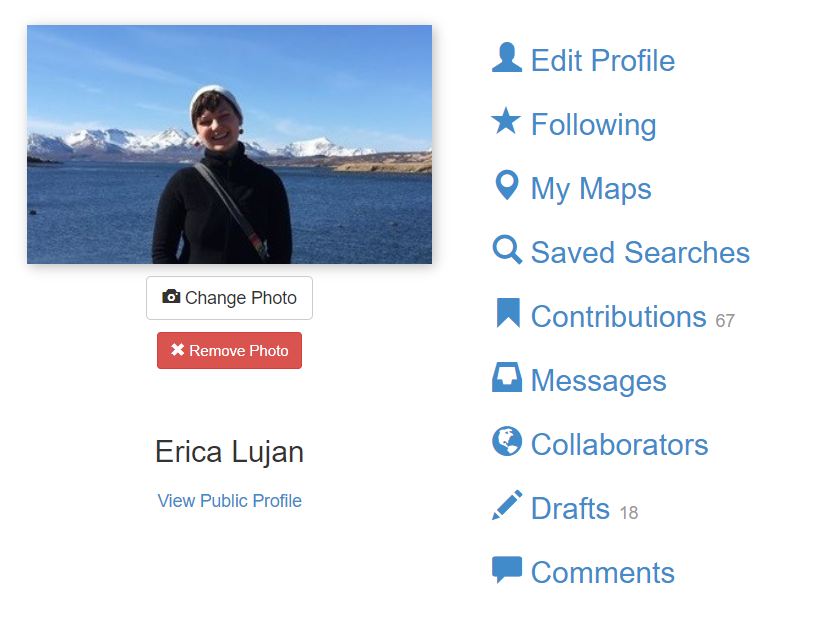 Change Photo
Remove Photo
Erica Lujan
View Public Profile
Edit Profile
Following
My Maps
Saved Searches
Contributions 67
Messages
Collaborators
Drafts 18
Comments